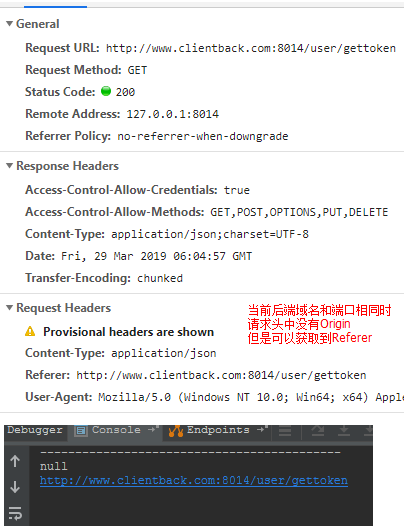 General
Request URL: http://www.clientback.com:8014/user/gettoken
Request Method: GET
Status Code: 200
Remote Address: 127.0.0.1:8014
Referrer Policy: no-referrer-when-downgrade
Response Headers
Access-Control-Allow-Credentials: true
Access-Control-Allow-Methods: GET,POST,OPTIONS,PUT,DELETE
Content-Type: application/json;charset=UTF-8
Date: Fri, 29 Mar 2019 06:04:57 GMT
Transfer-Encoding: chunked
Request Headers
当前后端域名和端口相同时
请求头中没有Origin
但是可以获取到Referer
Provisional headers are shown
Content-Type: application/json
Referer: http://www.clientback.com:8014/user/gettoken
User-Agent: Mozilla/5.0 (Windows NT 10.0; Win64; x64) Appl
Debugger Console Endpoints
--------------------------------------------
null
http://www.clientback.com:8014/user/gettoken